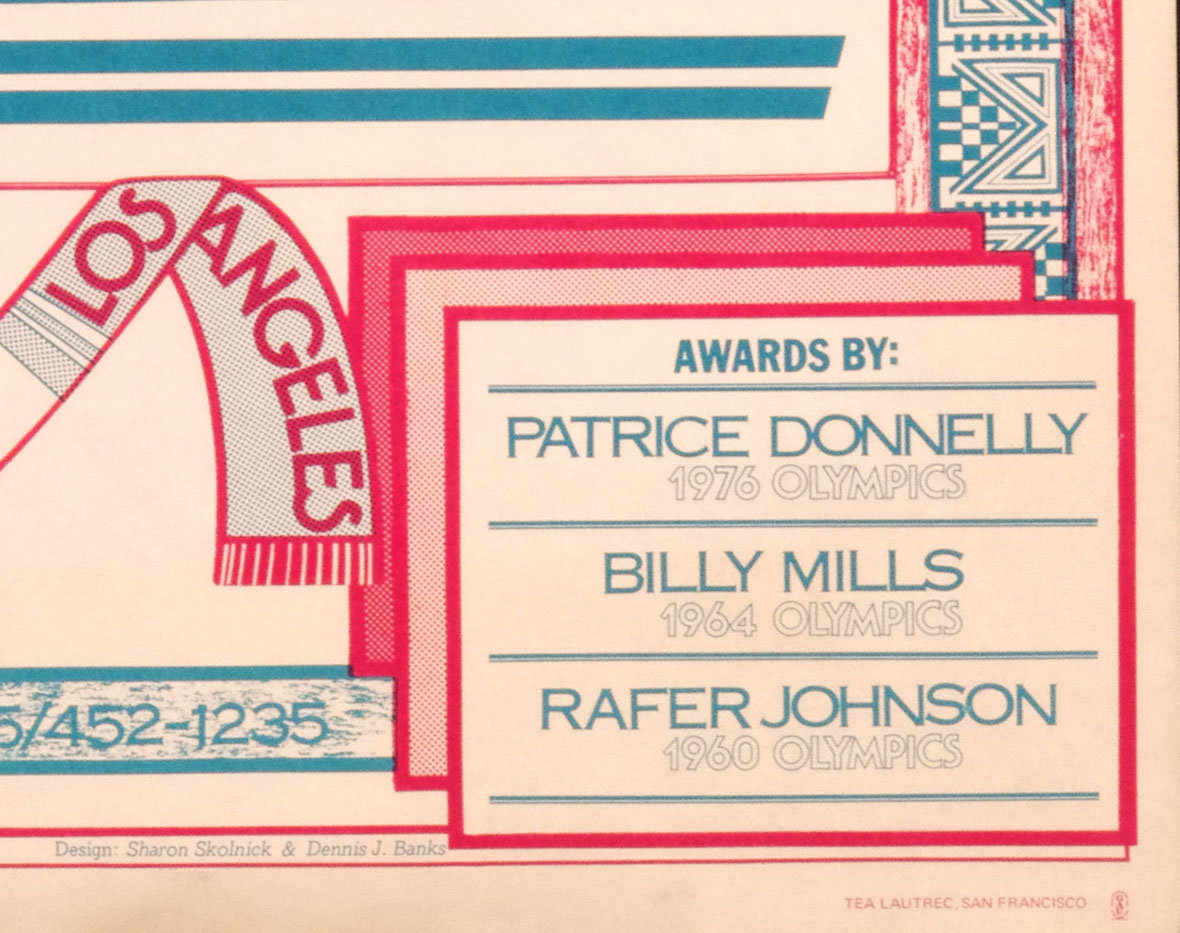 LOS ANGELES
AWARDS BY:
PATRICE DONNELLY
1976 OLYMPICS
BILLY MILLS
1964 OLYMPICS
RAFER JOHNSON
1960 OLYMPICS
5/452-1235
Design: Sharon Skolnick & Dennis J. Banks
TEA LAUTREC, SAN FRANCISCO